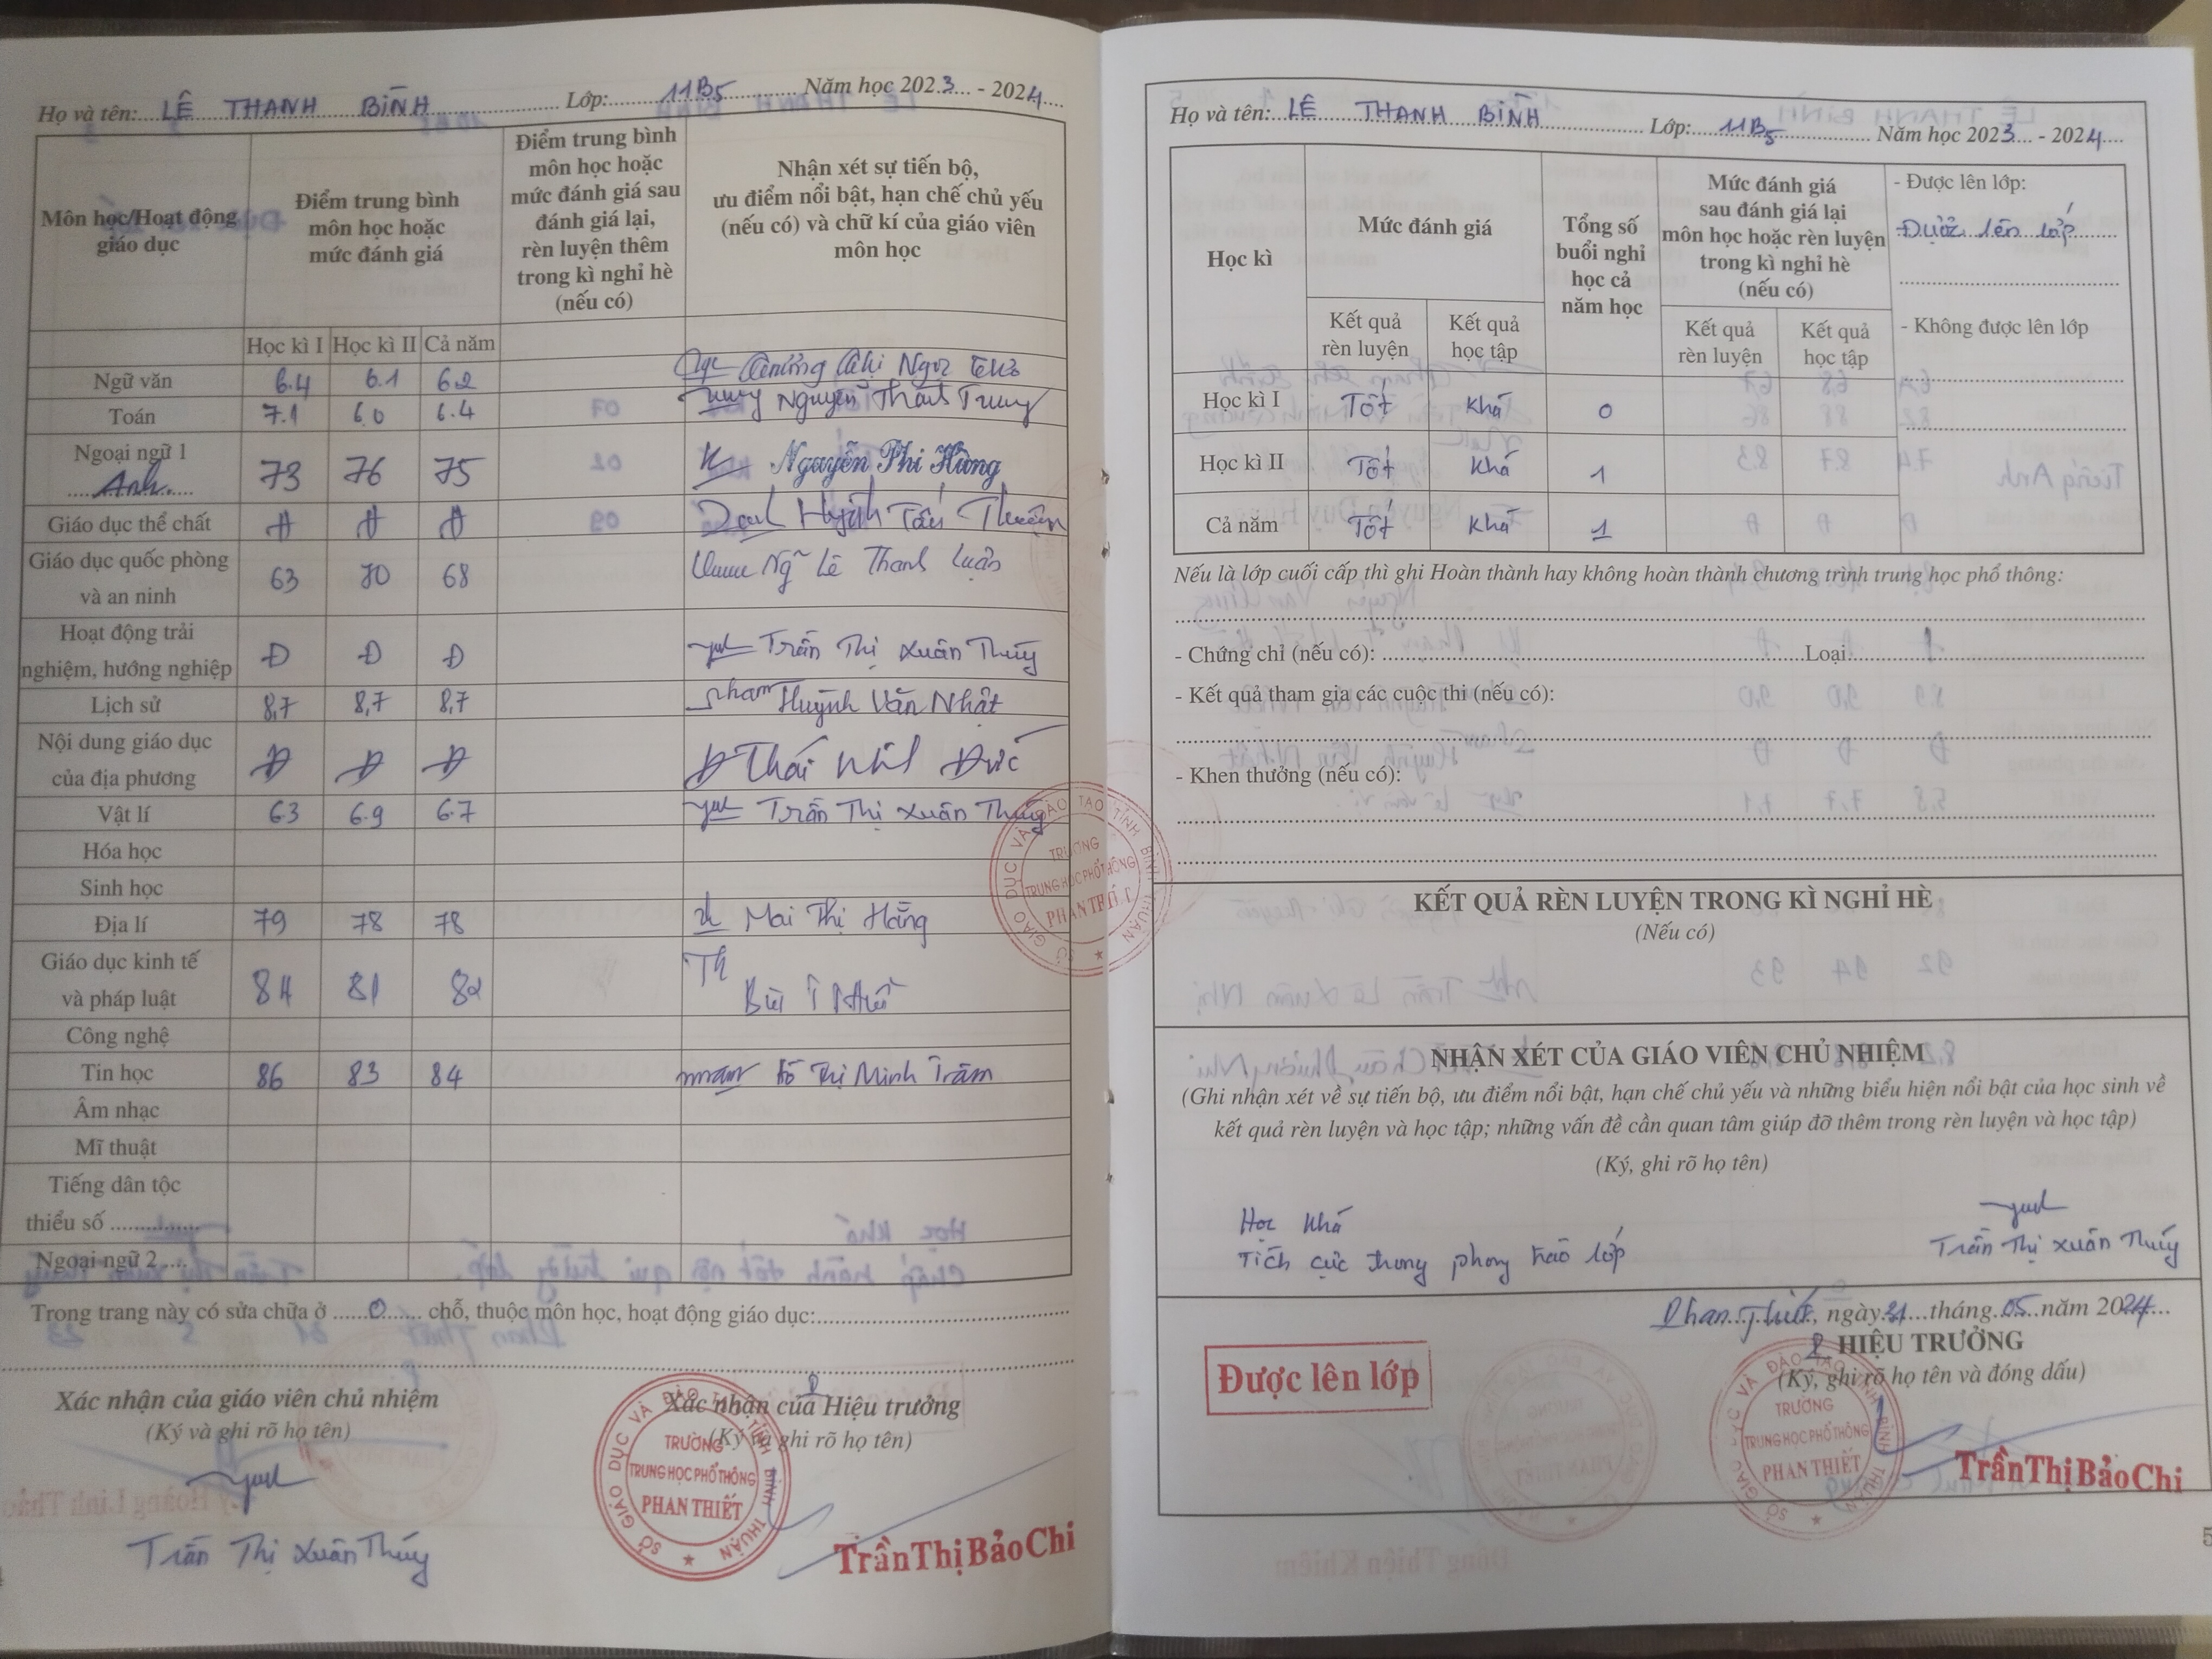 Họ và tên: LÊ THANH BÌNH Lớp: 11B5 Năm học 2023 - 2024
Môn học/Hoạt động giáo dục
Điểm trung bình môn học hoặc mức đánh giá
Điểm trung bình môn học hoặc mức đánh giá sau đánh giá lại, rèn luyện thêm trong kì nghỉ hè (nếu có)
Nhận xét sự tiến bộ, ưu điểm nổi bật, hạn chế chủ yếu (nếu có) và chữ kí của giáo viên môn học
Học kì I Học kì II Cả năm
Ngữ văn 6.4 6.1 6.2
Toán 7.1 6.0 6.4 Nguyễn Thành Trung
Ngoại ngữ 1
Anh 73 76 75 Nguyễn Phi Hùng
Giáo dục thể chất Đ Đ Đ Huỳnh Tấn
Giáo dục quốc phòng
và an ninh 63 70 68 Ng Lê Thanh Luận
Hoạt động trải
nghiệm, hướng nghiệp Đ Đ Đ Trần Thị Xuân Thúy
Lịch sử 8,7 8,7 8,7 Huỳnh Văn Nhật
Nội dung giáo dục
của địa phương Đ Đ Đ Thái Đức
Vật lí 6.3 6.9 6.7 Trần Thị Xuân Thúy
Hóa học
Sinh học
Địa lí 79 78 78 Mai Thị Hằng
Giáo dục kinh tế
và pháp luật 84 81 82 Bùi
Công nghệ
Tin học 86 83 84 Hồ Thị Minh Trâm
Âm nhạc
Mĩ thuật
Tiếng dân tộc
thiểu số
Ngoại ngữ 2
Trong trang này có sửa chữa ở 0 chỗ, thuộc môn học, hoạt động giáo dục:
Xác nhận của giáo viên chủ nhiệm
(Ký và ghi rõ họ tên)
Trần Thị Xuân Thúy
Xác nhận của Hiệu trưởng
(Ký và ghi rõ họ tên)
SỞ GIÁO DỤC VÀ ĐÀO TẠO TỈNH BÌNH THUẬN
TRƯỜNG
TRUNG HỌC PHỔ THÔNG
PHAN THIẾT
Trần Thị Bảo Chi
Họ và tên: LÊ THANH BÌNH Lớp: 11B5 Năm học 2023 - 2024
Học kì
Mức đánh giá
Tổng số buổi nghỉ học cả năm học
Mức đánh giá sau đánh giá lại môn học hoặc rèn luyện trong kì nghỉ hè (nếu có)
- Được lên lớp:
Được lên lớp
- Không được lên lớp
Kết quả rèn luyện Kết quả học tập Kết quả rèn luyện Kết quả học tập
Học kì I Tốt Khá 0
Học kì II Tốt Khá 1
Cả năm Tốt Khá 1
Nếu là lớp cuối cấp thì ghi Hoàn thành hay không hoàn thành chương trình trung học phổ thông:
- Chứng chỉ (nếu có): Loại
- Kết quả tham gia các cuộc thi (nếu có):
- Khen thưởng (nếu có):
SỞ GIÁO DỤC VÀ ĐÀO TẠO TỈNH BÌNH THUẬN
TRƯỜNG
TRUNG HỌC PHỔ THÔNG
PHAN THIẾT
KẾT QUẢ RÈN LUYỆN TRONG KÌ NGHỈ HÈ
(Nếu có)
NHẬN XÉT CỦA GIÁO VIÊN CHỦ NHIỆM
(Ghi nhận xét về sự tiến bộ, ưu điểm nổi bật, hạn chế chủ yếu và những biểu hiện nổi bật của học sinh về
kết quả rèn luyện và học tập; những vấn đề cần quan tâm giúp đỡ thêm trong rèn luyện và học tập)
(Ký, ghi rõ họ tên)
Học Khá
Tích cực trong phong trào lớp
Trần Thị Xuân Thúy
Phan Thiết, ngày 31 tháng 05 năm 2024
HIỆU TRƯỞNG
(Ký, ghi rõ họ tên và đóng dấu)
Được lên lớp
SỞ GIÁO DỤC VÀ ĐÀO TẠO TỈNH BÌNH THUẬN
TRƯỜNG
TRUNG HỌC PHỔ THÔNG
PHAN THIẾT
Trần Thị Bảo Chi
5